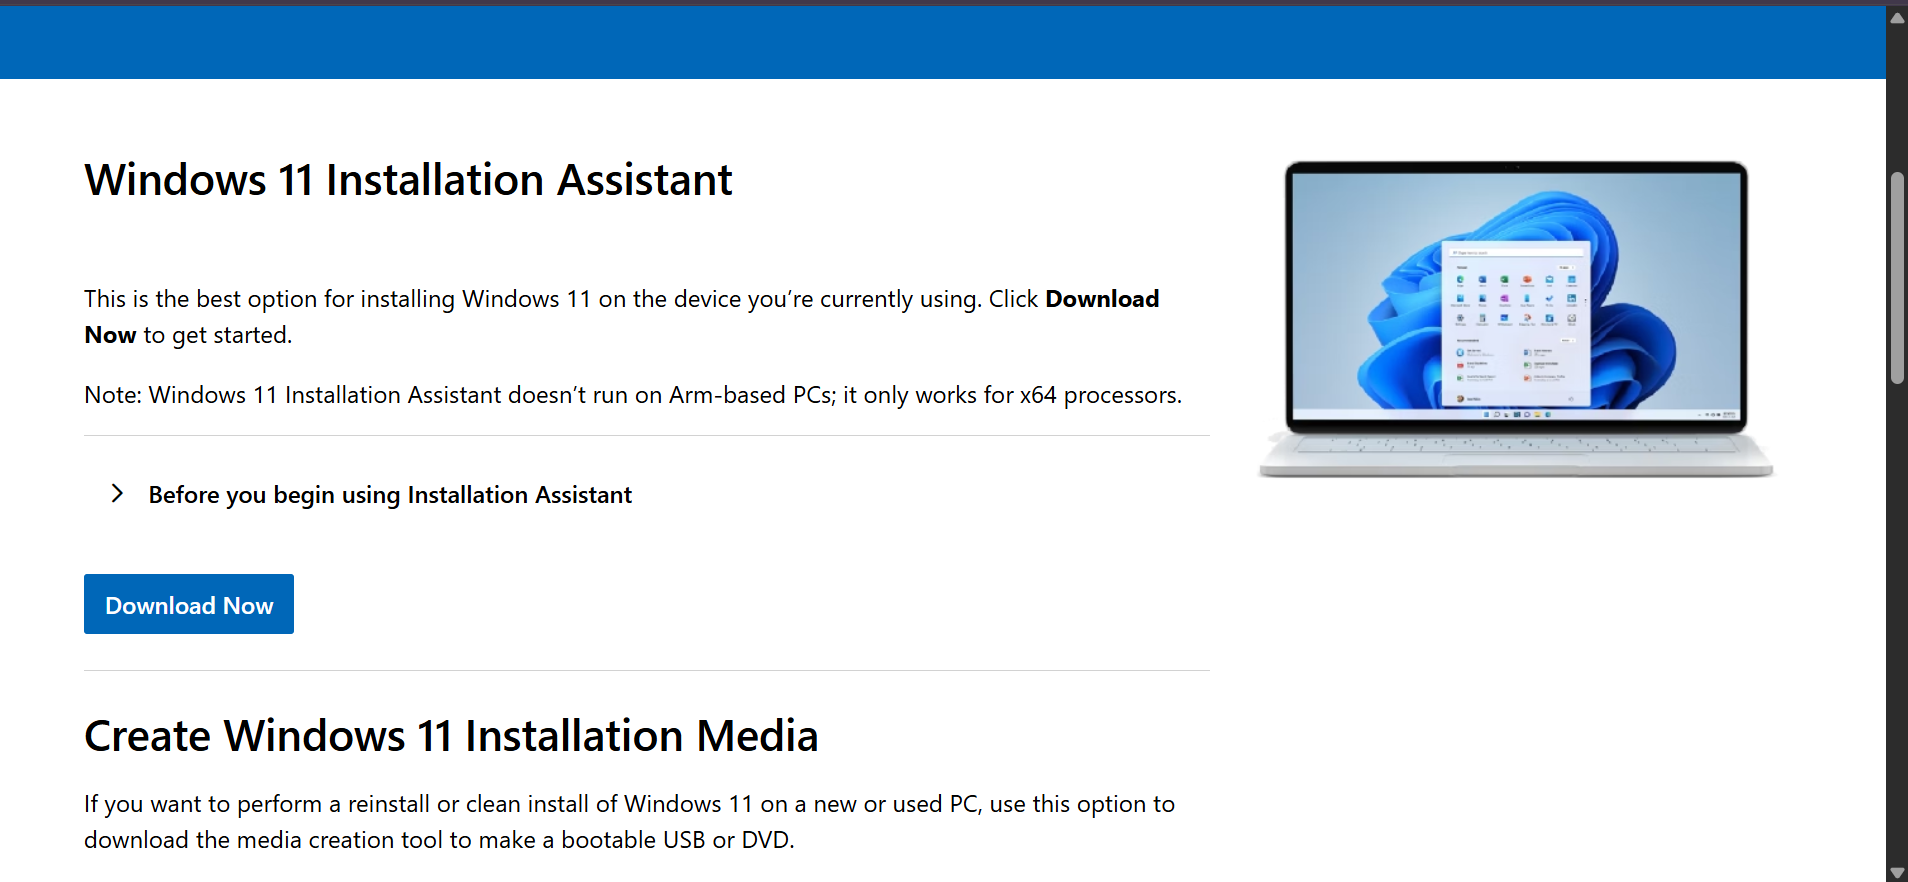 Windows 11 Installation Assistant
This is the best option for installing Windows 11 on the device you’re currently using. Click Download
Now to get started.
Note: Windows 11 Installation Assistant doesn’t run on Arm-based PCs; it only works for x64 processors.
Before you begin using Installation Assistant
Download Now
Create Windows 11 Installation Media
If you want to perform a reinstall or clean install of Windows 11 on a new or used PC, use this option to
download the media creation tool to make a bootable USB or DVD.